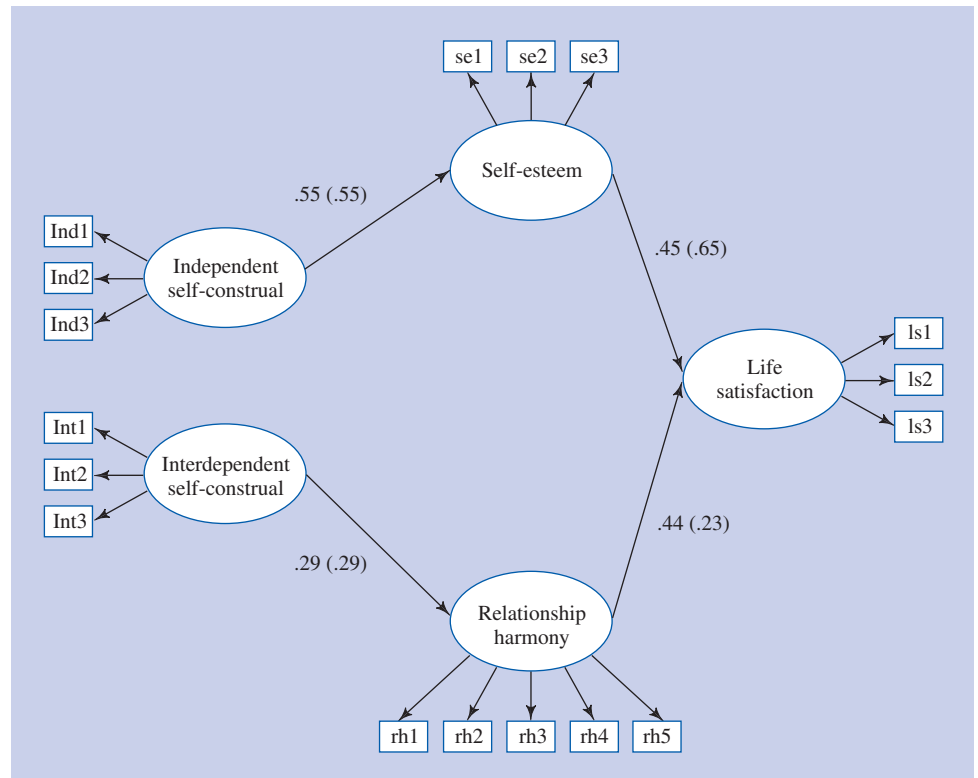 se1 se2 se3
Self-esteem
.55 (.55)
Ind1
Ind2
Ind3
Independent
self-construal
.45 (.65)
Life
satisfaction
ls1
ls2
ls3
Int1
Int2
Int3
Interdependent
self-construal
.44 (.23)
.29 (.29)
Relationship
harmony
rh1 rh2 rh3 rh4 rh5